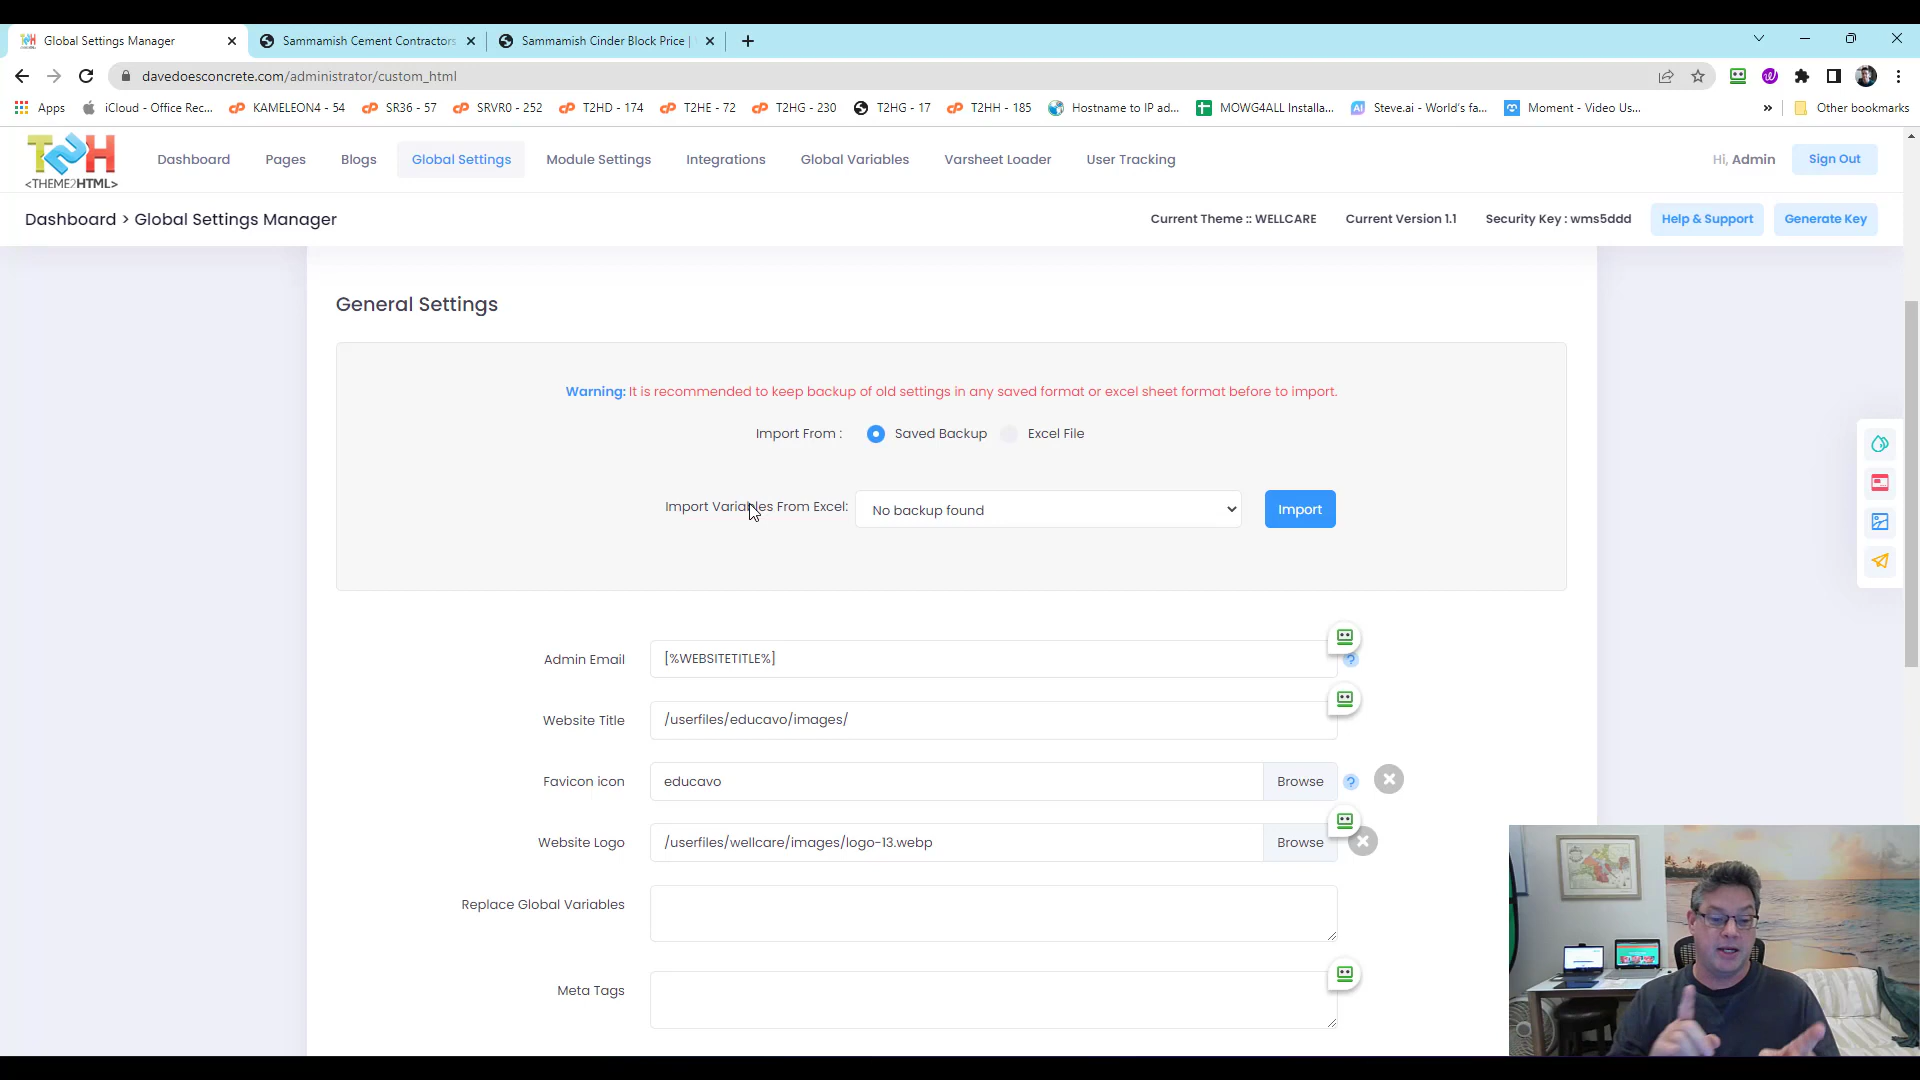 Global Settings Manager
Sammamish Cement Contractors
Sammamish Cinder Block Price |
davedoesconcrete.com/administrator/custom_html
Apps
iCloud - Office Rec...
KAMELEON4 - 54
SR36 - 57
SRVR0 - 252
T2HD - 174
T2HE - 72
T2HG - 230
T2HG - 17
T2HH - 185
Hostname to IP ad...
MOWG4ALL Installa...
Steve.ai - World's fa...
Moment - Video Us...
»
Other bookmarks
T2H
<THEME2HTML>
Dashboard
Pages
Blogs
Global Settings
Module Settings
Integrations
Global Variables
Varsheet Loader
User Tracking
Hi, Admin
Sign Out
Dashboard > Global Settings Manager
Current Theme :: WELLCARE
Current Version 1.1
Security Key : wms5ddd
Help & Support
Generate Key
General Settings
Warning: It is recommended to keep backup of old settings in any saved format or excel sheet format before to import.
Import From :
Saved Backup
Excel File
Import Variables From Excel:
No backup found
Import
Admin Email
[%WEBSITETITLE%]
?
Website Title
/userfiles/educavo/images/
Favicon icon
educavo
Browse
?
Website Logo
/userfiles/wellcare/images/logo-13.webp
Browse
Replace Global Variables
Meta Tags